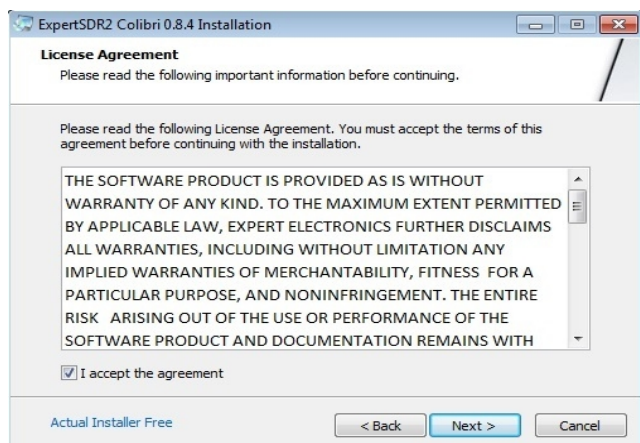 ExpertSDR2 Colibri 0.8.4 Installation
License Agreement
Please read the following important information before continuing.
Please read the following License Agreement. You must accept the terms of this
agreement before continuing with the installation.
THE SOFTWARE PRODUCT IS PROVIDED AS IS WITHOUT
WARRANTY OF ANY KIND. TO THE MAXIMUM EXTENT PERMITTED
BY APPLICABLE LAW, EXPERT ELECTRONICS FURTHER DISCLAIMS
ALL WARRANTIES, INCLUDING WITHOUT LIMITATION ANY
IMPLIED WARRANTIES OF MERCHANTABILITY, FITNESS FOR A
PARTICULAR PURPOSE, AND NONINFRINGEMENT. THE ENTIRE
RISK ARISING OUT OF THE USE OR PERFORMANCE OF THE
SOFTWARE PRODUCT AND DOCUMENTATION REMAINS WITH
I accept the agreement
Actual Installer Free
< Back
Next >
Cancel